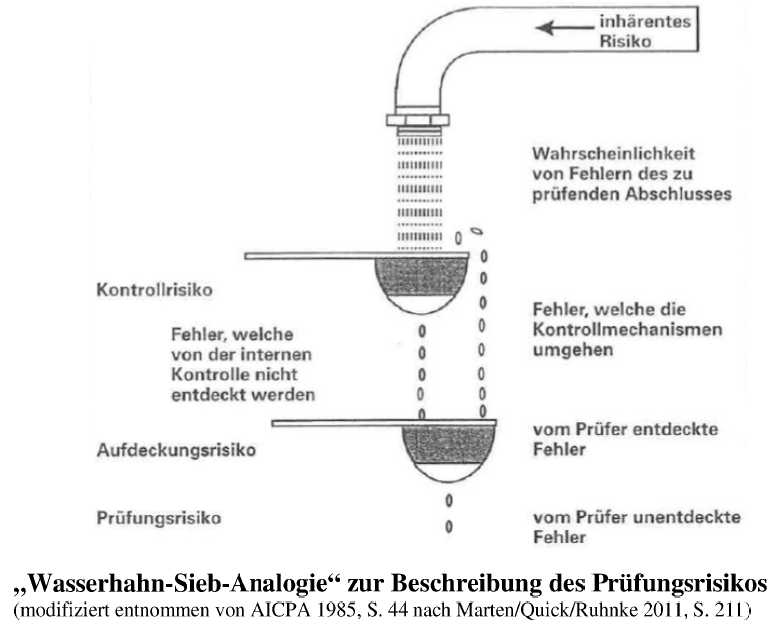 inhärentes
Risiko
Wahrscheinlichkeit
von Fehlern des zu
prüfenden Abschlusses
Kontrollrisiko
Fehler, welche
von der internen
Kontrolle nicht
entdeckt werden
Fehler, welche die
Kontrollmechanismen
umgehen
Aufdeckungsrisiko
vom Prüfer entdeckte
Fehler
Prüfungsrisiko
vom Prüfer unentdeckte
Fehler
„Wasserhahn-Sieb-Analogie“ zur Beschreibung des Prüfungsrisikos
(modifiziert entnommen von AICPA 1985, S. 44 nach Marten/Quick/Ruhnke 2011, S. 211)